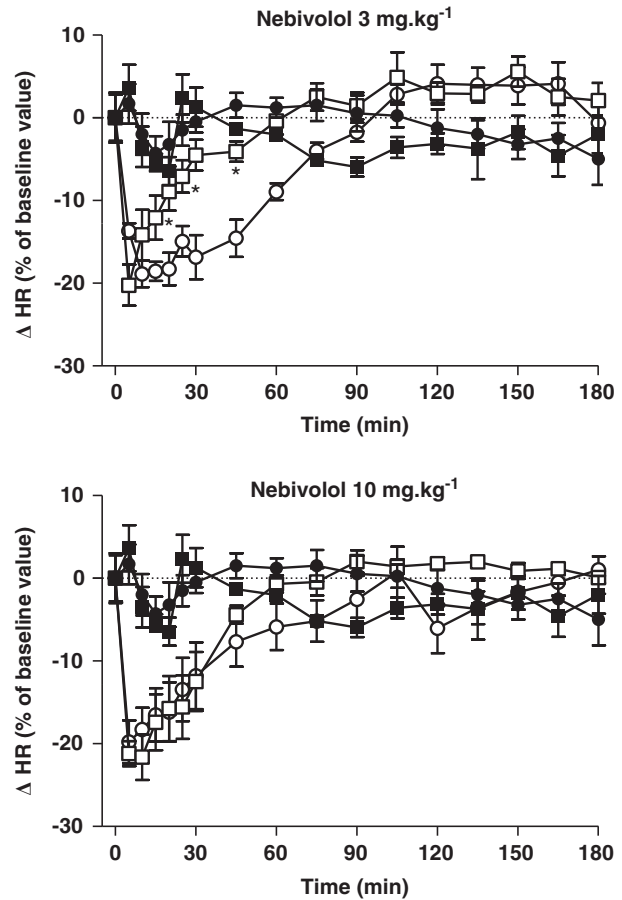 Nebivolol 3 mg.kg-1
10
0
-10
-20
-30
Δ HR (% of baseline value)
*
*
*
0 30 60 90 120 150 180
Time (min)
Nebivolol 10 mg.kg-1
10
0
-10
-20
-30
Δ HR (% of baseline value)
0 30 60 90 120 150 180
Time (min)